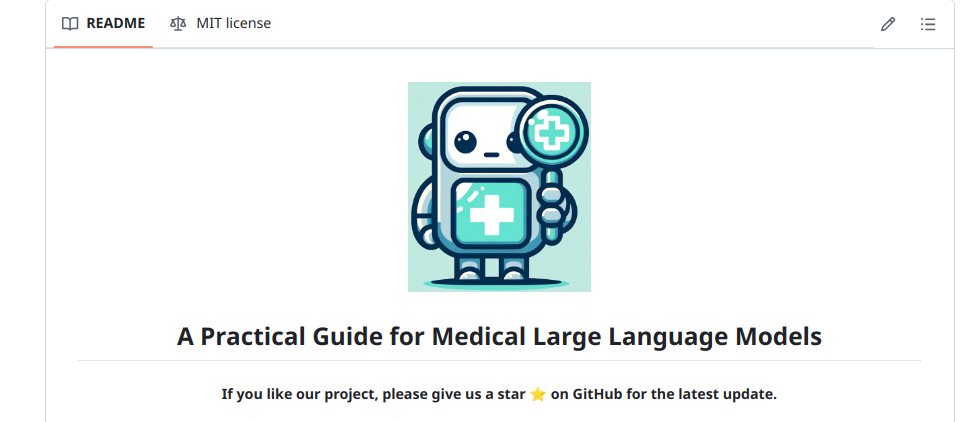 README
MIT license
A Practical Guide for Medical Large Language Models
If you like our project, please give us a star ⭐ on GitHub for the latest update.